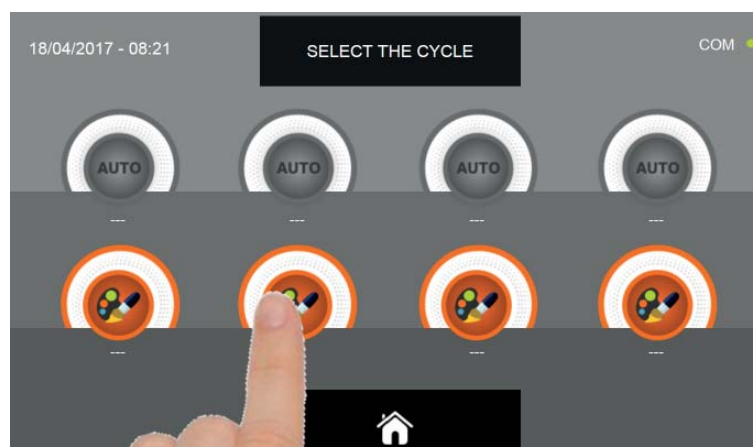 18/04/2017 - 08:21
SELECT THE CYCLE
COM
AUTO
AUTO
AUTO
AUTO
---
---
---
---
---
---
---